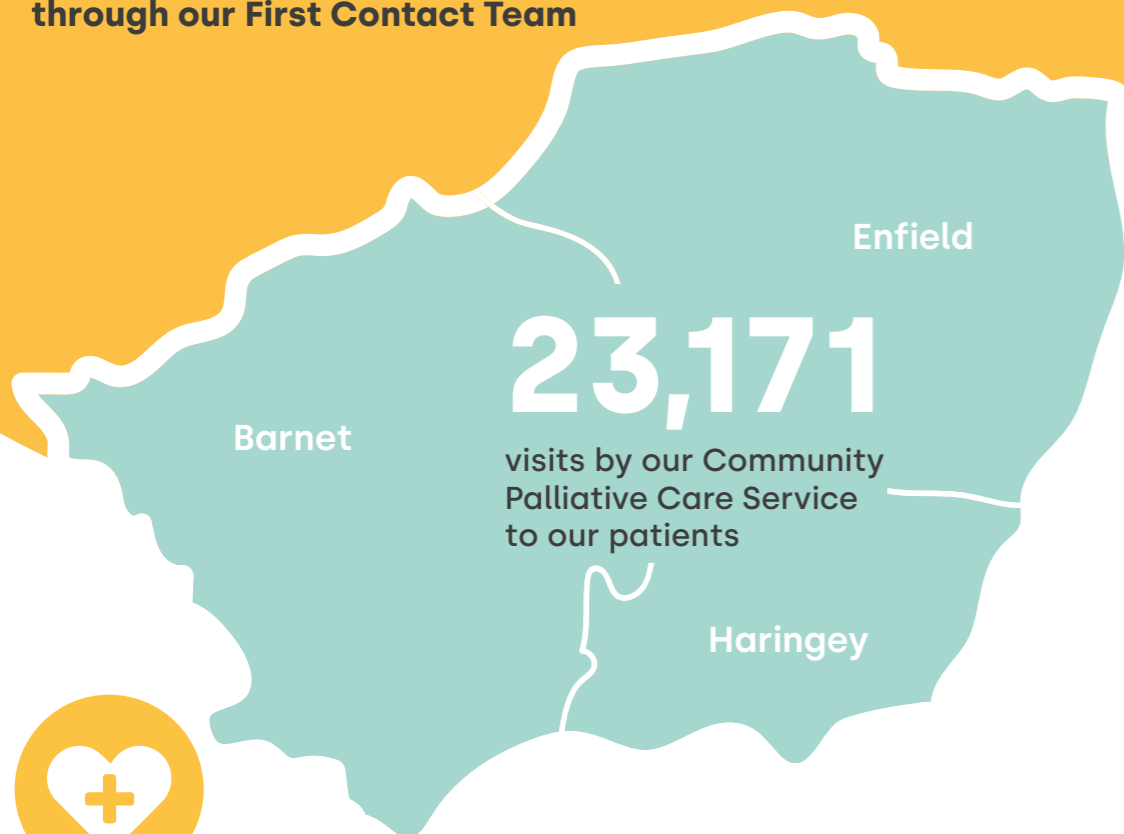 through our First Contact Team
Enfield
23,171
Barnet
visits by our Community
Palliative Care Service
to our patients
Haringey